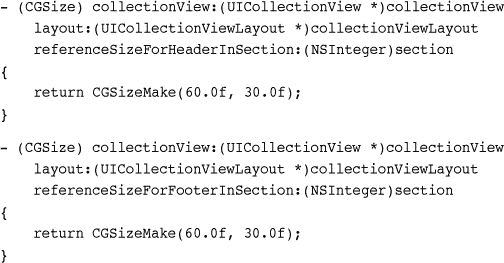 - (CGSize) collectionView:(UICollectionView *)collectionView
layout:(UICollectionViewLayout *)collectionViewLayout
referenceSizeForHeaderInSection:(NSInteger)section
{
return CGSizeMake(60.0f, 30.0f);
}
- (CGSize) collectionView:(UICollectionView *)collectionView
layout:(UICollectionViewLayout *)collectionViewLayout
referenceSizeForFooterInSection:(NSInteger)section
{
return CGSizeMake(60.0f, 30.0f);
}